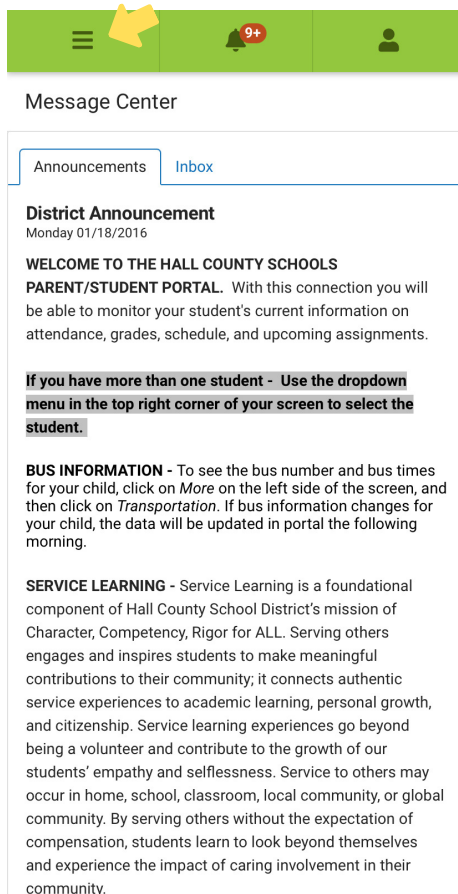 9+
Message Center
Announcements Inbox
District Announcement
Monday 01/18/2016
WELCOME TO THE HALL COUNTY SCHOOLS
PARENT/STUDENT PORTAL. With this connection you will
be able to monitor your student's current information on
attendance, grades, schedule, and upcoming assignments.
If you have more than one student - Use the dropdown
menu in the top right corner of your screen to select the
student.
BUS INFORMATION - To see the bus number and bus times
for your child, click on More on the left side of the screen, and
then click on Transportation. If bus information changes for
your child, the data will be updated in portal the following
morning.
SERVICE LEARNING - Service Learning is a foundational
component of Hall County School District’s mission of
Character, Competency, Rigor for ALL. Serving others
engages and inspires students to make meaningful
contributions to their community; it connects authentic
service experiences to academic learning, personal growth,
and citizenship. Service learning experiences go beyond
being a volunteer and contribute to the growth of our
students’ empathy and selflessness. Service to others may
occur in home, school, classroom, local community, or global
community. By serving others without the expectation of
compensation, students learn to look beyond themselves
and experience the impact of caring involvement in their
community.